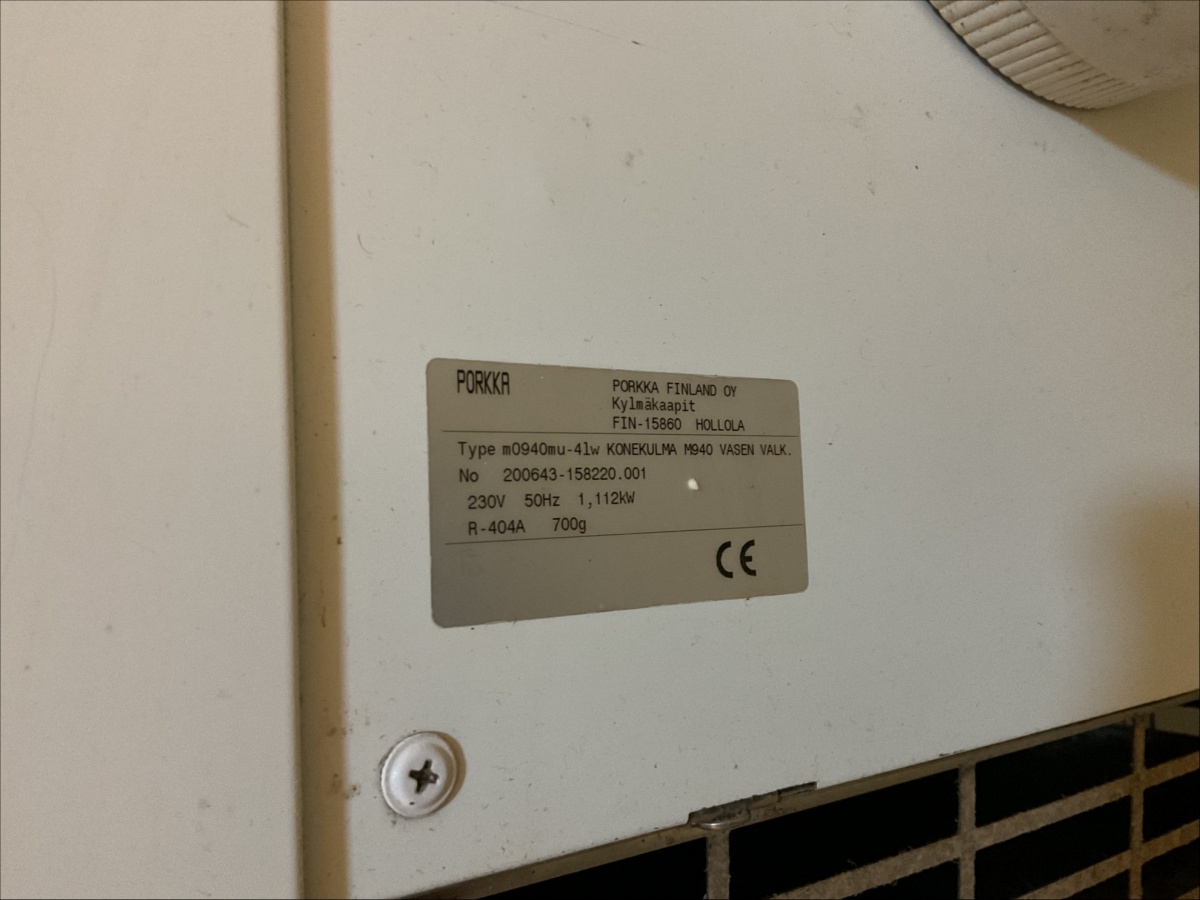 PORKKA
PORKKA FINLAND OY
Kylmäkaapit
FIN-15860 HOLLOLA
Type m0940mu-4lw KONEKULMA M940 VASEN VALK.
No 200643-158220.001
230V 50Hz 1,112kW
R-404A 700g
CE